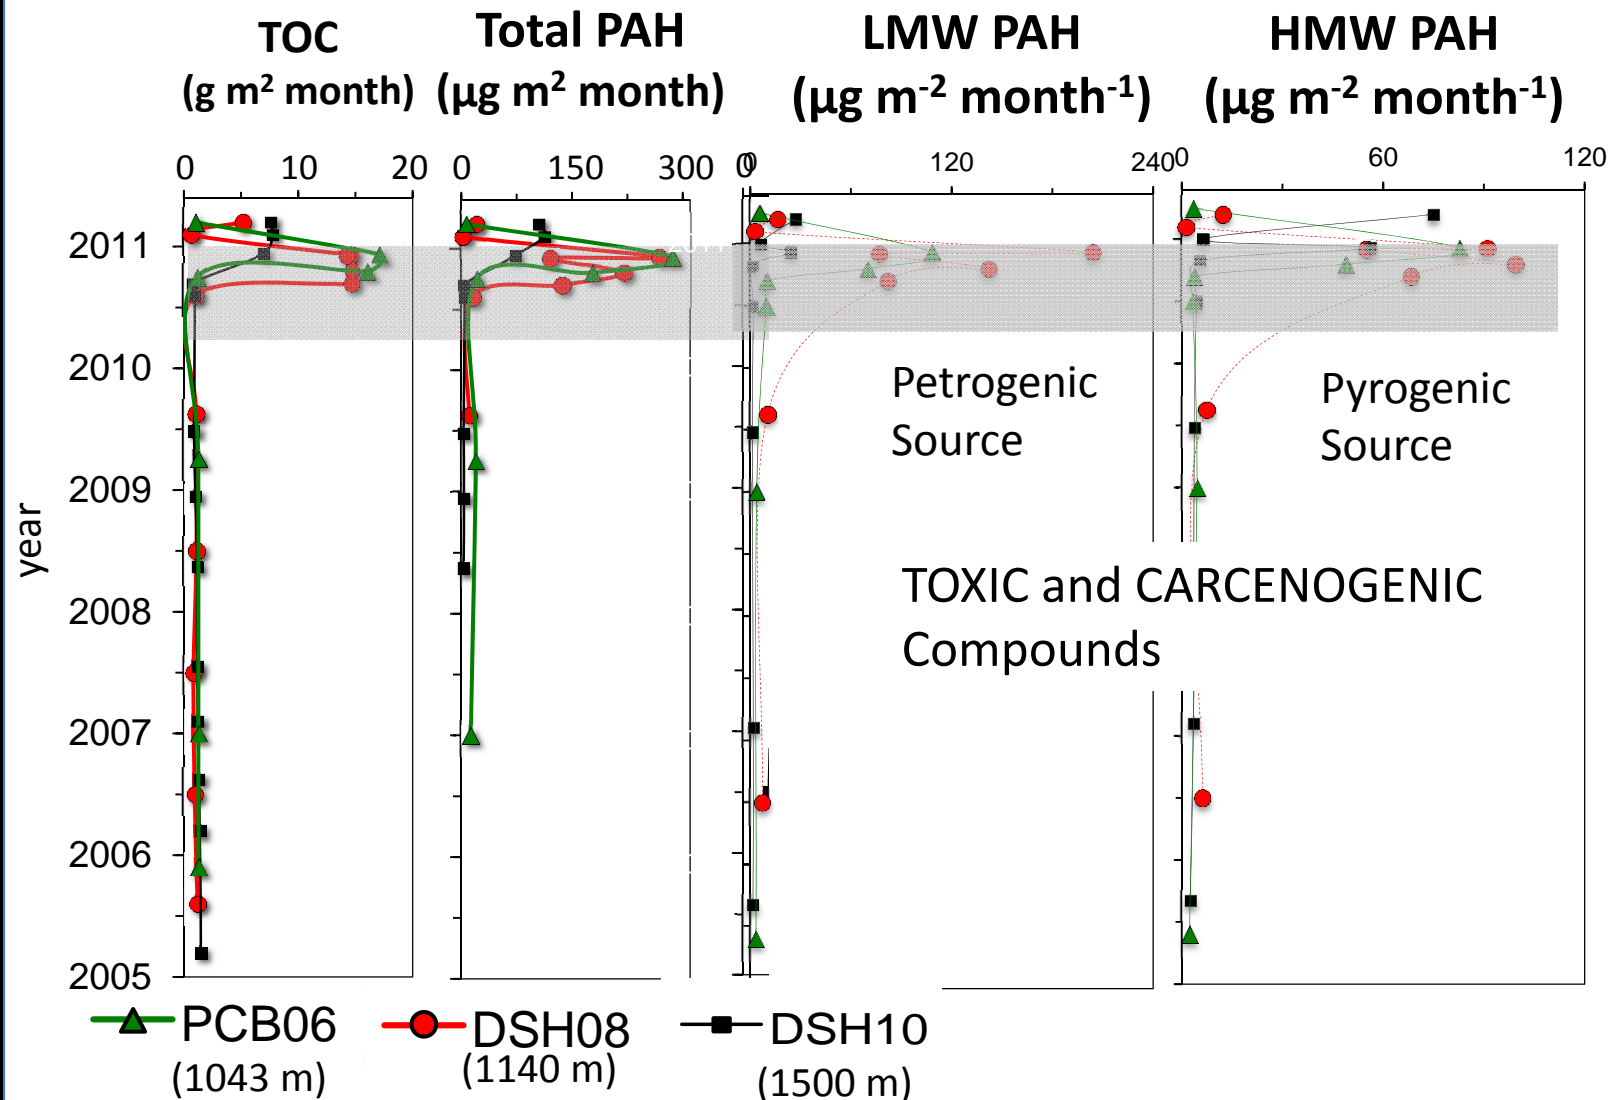 TOC
(g m² month)
Total PAH
(µg m² month)
LMW PAH
(µg m⁻² month⁻¹)
HMW PAH
(µg m⁻² month⁻¹)
0 10 20
0 150 300
0 0 120 240
0 60 120
2011
2011
2010
2009
2008
2007
2006
2005
year
Petrogenic
Source
Pyrogenic
Source
TOXIC and CARCENOGENIC
Compounds
PCB06
(1043 m)
DSH08
(1140 m)
DSH10
(1500 m)